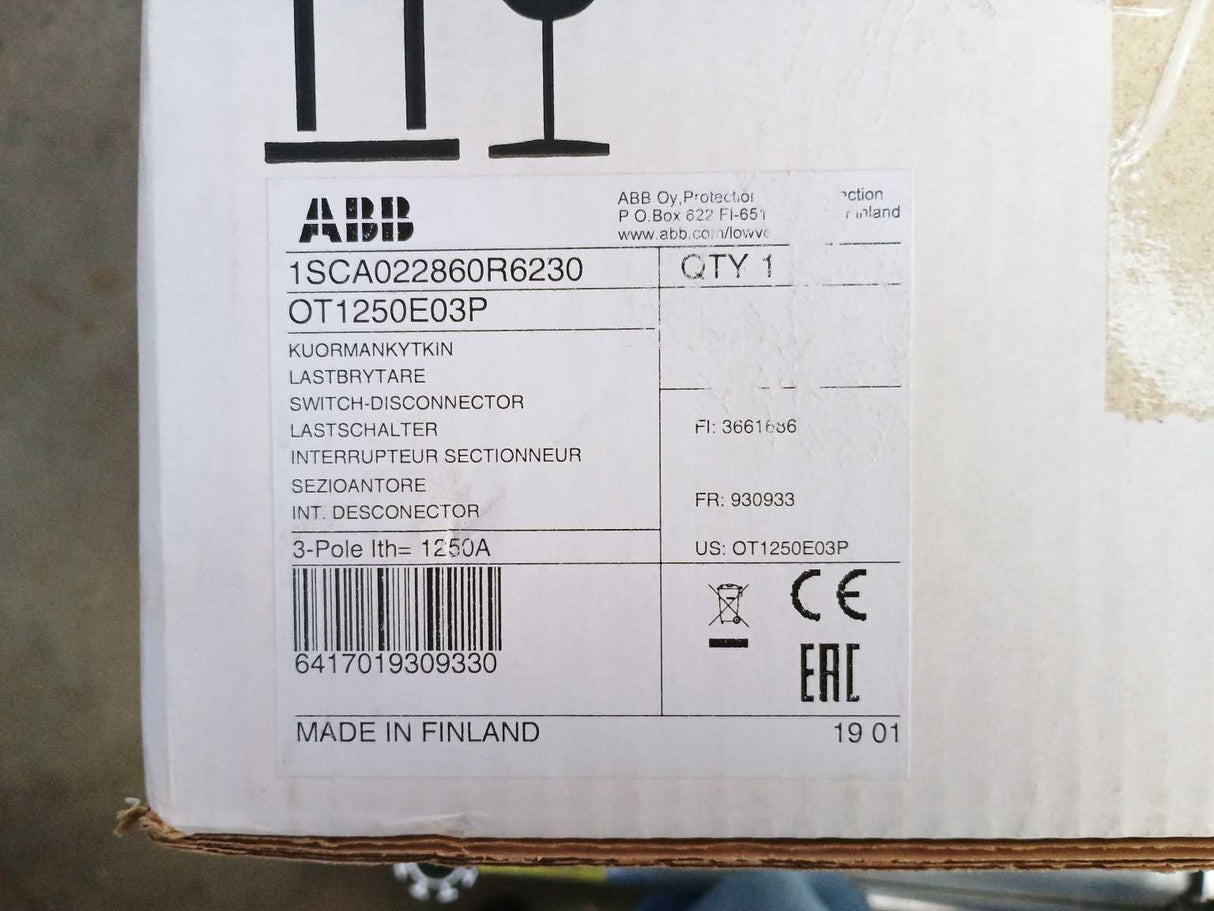 ABB
ABB Oy,
P O.Box 622 FI-651
www.abb.com/lowv
1SCA022860R6230
QTY 1
OT1250E03P
KUORMANKYTKIN
LASTBRYTARE
SWITCH-DISCONNECTOR
LASTSCHALTER
INTERRUPTEUR SECTIONNEUR
SEZIOANTORE
INT. DESCONECTOR
FI: 3661686
FR: 930933
3-Pole Ith= 1250A
US: OT1250E03P
CE
EAC
6417019309330
MADE IN FINLAND
19 01